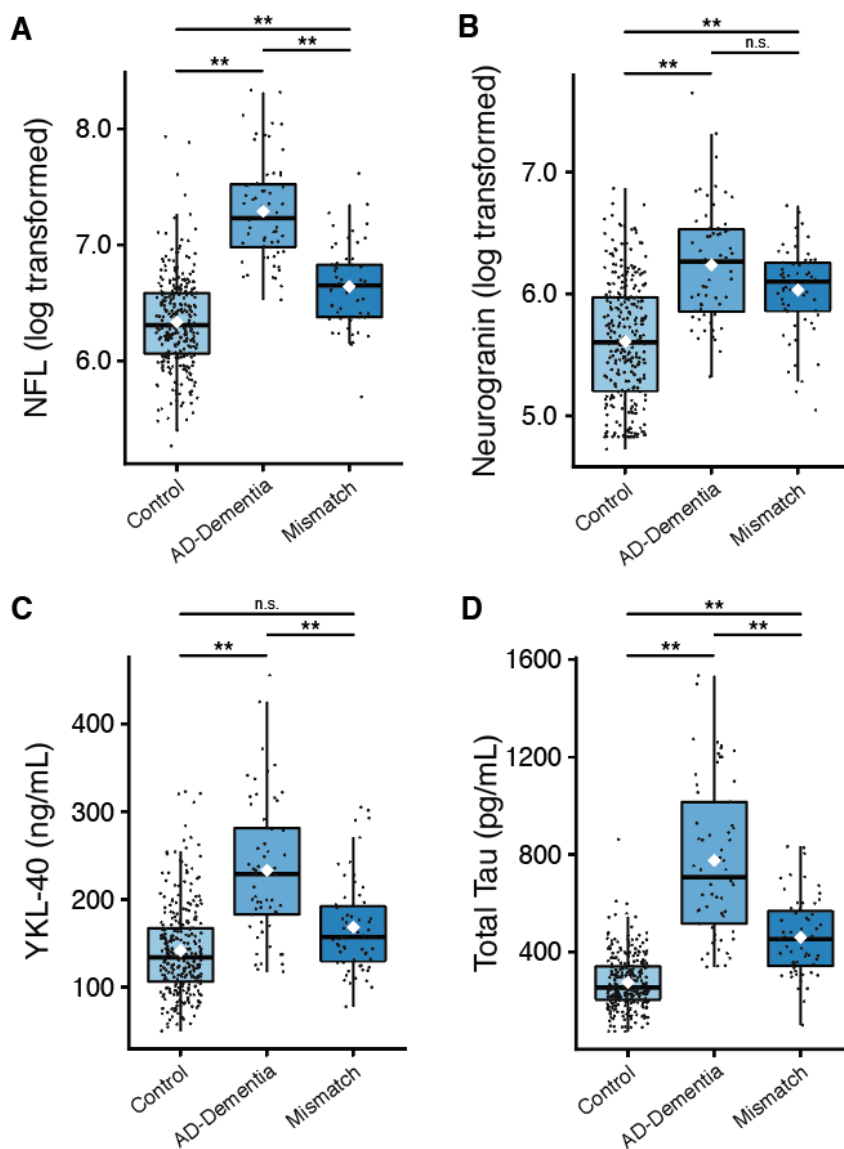 A
**
**
**
NFL (log transformed)
8.0
7.0
6.0
Control
AD-Dementia
Mismatch
B
**
n.s.
**
Neurogranin (log transformed)
7.0
6.0
5.0
Control
AD-Dementia
Mismatch
C
n.s.
**
**
YKL-40 (ng/mL)
400
300
200
100
Control
AD-Dementia
Mismatch
D
**
**
**
Total Tau (pg/mL)
1600
1200
800
400
Control
AD-Dementia
Mismatch